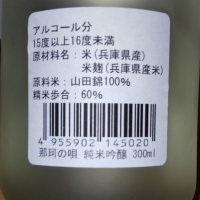 アルコール分
15度以上16度未満
原材料名：米(兵庫県産)
米麹(兵庫県産米)
原料米：山田錦100%
精米歩合：60%
4 955902 145020
那珂の唄 純米吟醸 300ml